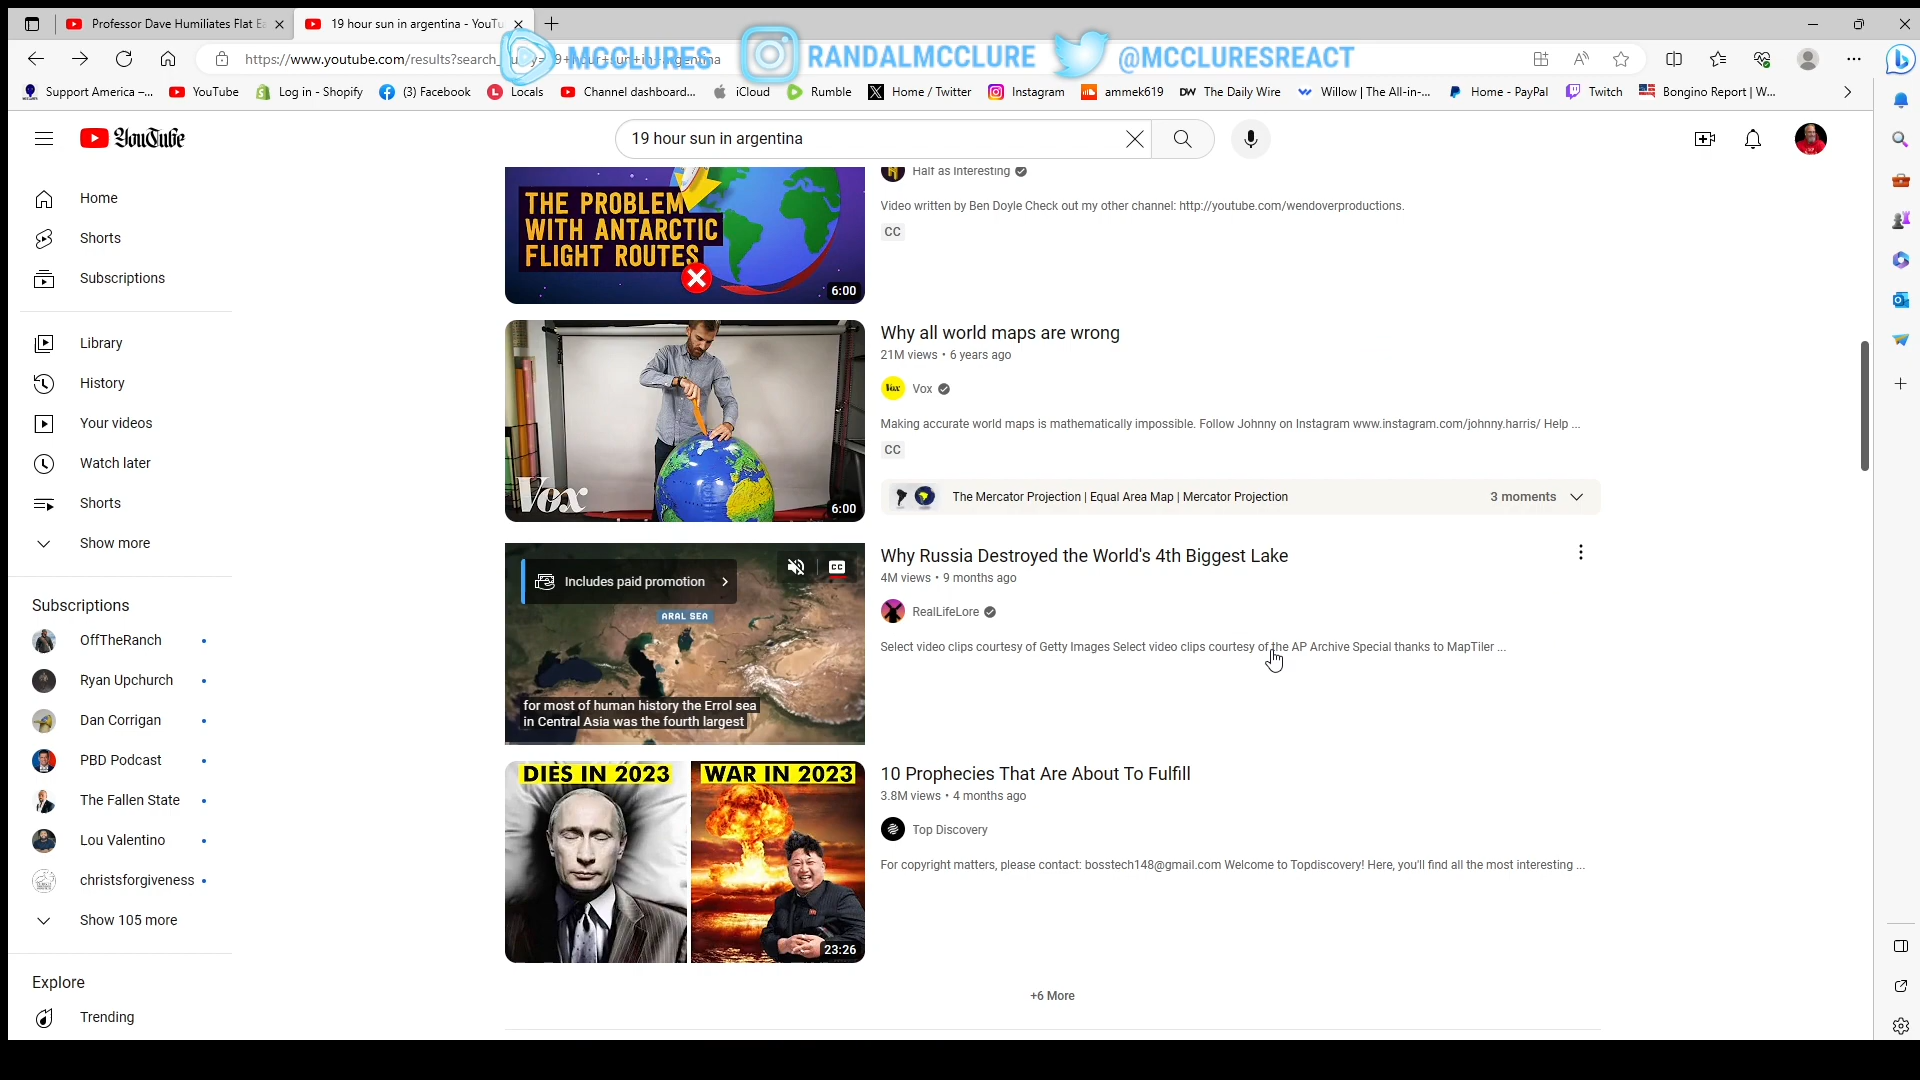 Professor Dave Humiliates Flat Ea
19 hour sun in argentina - YouTu
https://www.youtube.com/results?search_
MCCLURES
RANDALMCCLURE
@MCCLURESREACT
Support America –...
YouTube
Log in - Shopify
(3) Facebook
Locals
Channel dashboard...
iCloud
Rumble
Home / Twitter
Instagram
ammek619
DW The Daily Wire
Willow | The All-in-...
Home - PayPal
Twitch
Bongino Report | W...
YouTube
19 hour sun in argentina
Home
Shorts
Subscriptions
Library
History
Your videos
Watch later
Shorts
Show more
Subscriptions
OffTheRanch
Ryan Upchurch
Dan Corrigan
PBD Podcast
The Fallen State
Lou Valentino
christsforgiveness
Show 105 more
Explore
Trending
THE PROBLEM
WITH ANTARCTIC
FLIGHT ROUTES
6:00
Half as Interesting
Video written by Ben Doyle Check out my other channel: http://youtube.com/wendoverproductions.
CC
Vox
6:00
Why all world maps are wrong
21M views • 6 years ago
Vox
Making accurate world maps is mathematically impossible. Follow Johnny on Instagram www.instagram.com/johnny.harris/ Help ...
CC
The Mercator Projection | Equal Area Map | Mercator Projection
3 moments
Includes paid promotion
CC
ARAL SEA
for most of human history the Errol sea
in Central Asia was the fourth largest
Why Russia Destroyed the World's 4th Biggest Lake
4M views • 9 months ago
RealLifeLore
Select video clips courtesy of Getty Images Select video clips courtesy of the AP Archive Special thanks to MapTiler ...
DIES IN 2023
WAR IN 2023
23:26
10 Prophecies That Are About To Fulfill
3.8M views • 4 months ago
Top Discovery
For copyright matters, please contact: bosstech148@gmail.com Welcome to Topdiscovery! Here, you'll find all the most interesting ...
+6 More